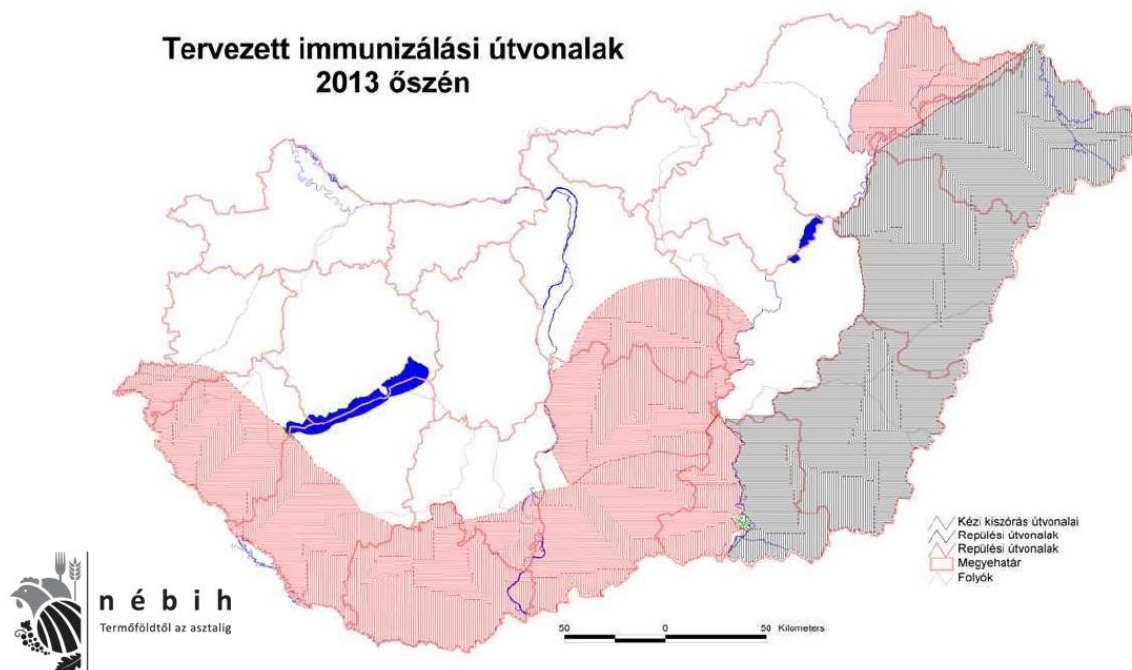 Tervezett immunizálási útvonalak
2013 őszén
Kézi kiszórás útvonalai
Repülési útvonalak
Repülési útvonalak
Megyehatár
Folyók
nébih
Termőföldtől az asztalig
50 0 50 Kilometers